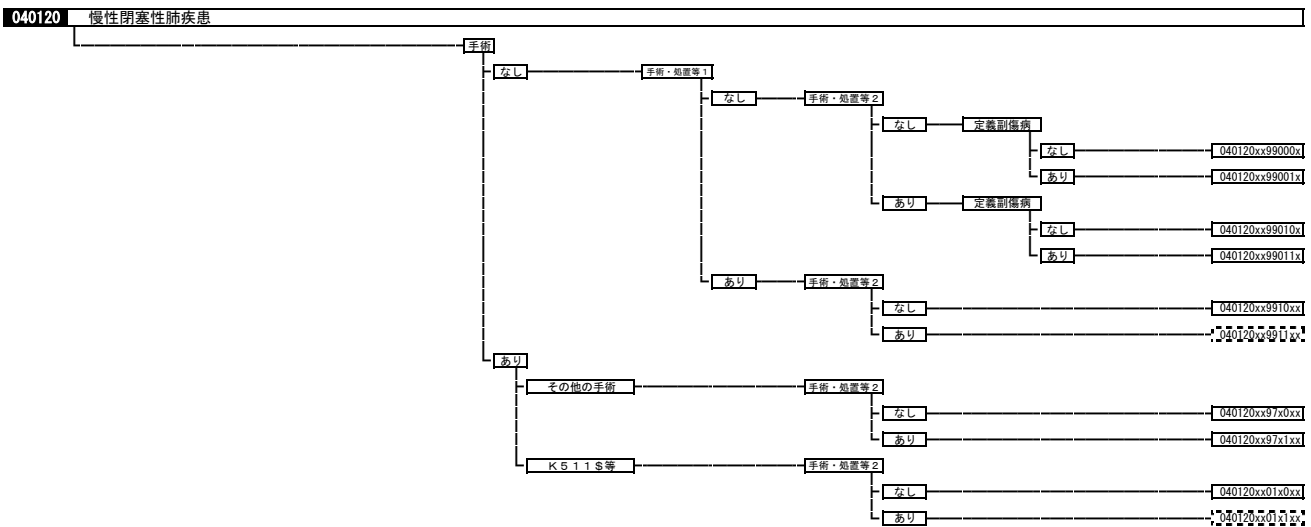 040120 慢性閉塞性肺疾患
手術
なし 手術・処置等1
なし 手術・処置等2
なし 定義副傷病
なし 040120xx99000x
あり 040120xx99001x
あり 定義副傷病
なし 040120xx99010x
あり 040120xx99011x
あり 手術・処置等2
なし 040120xx9910xx
あり 040120xx9911xx
あり
その他の手術 手術・処置等2
なし 040120xx97x0xx
あり 040120xx97x1xx
K511$等 手術・処置等2
なし 040120xx01x0xx
あり 040120xx01x1xx